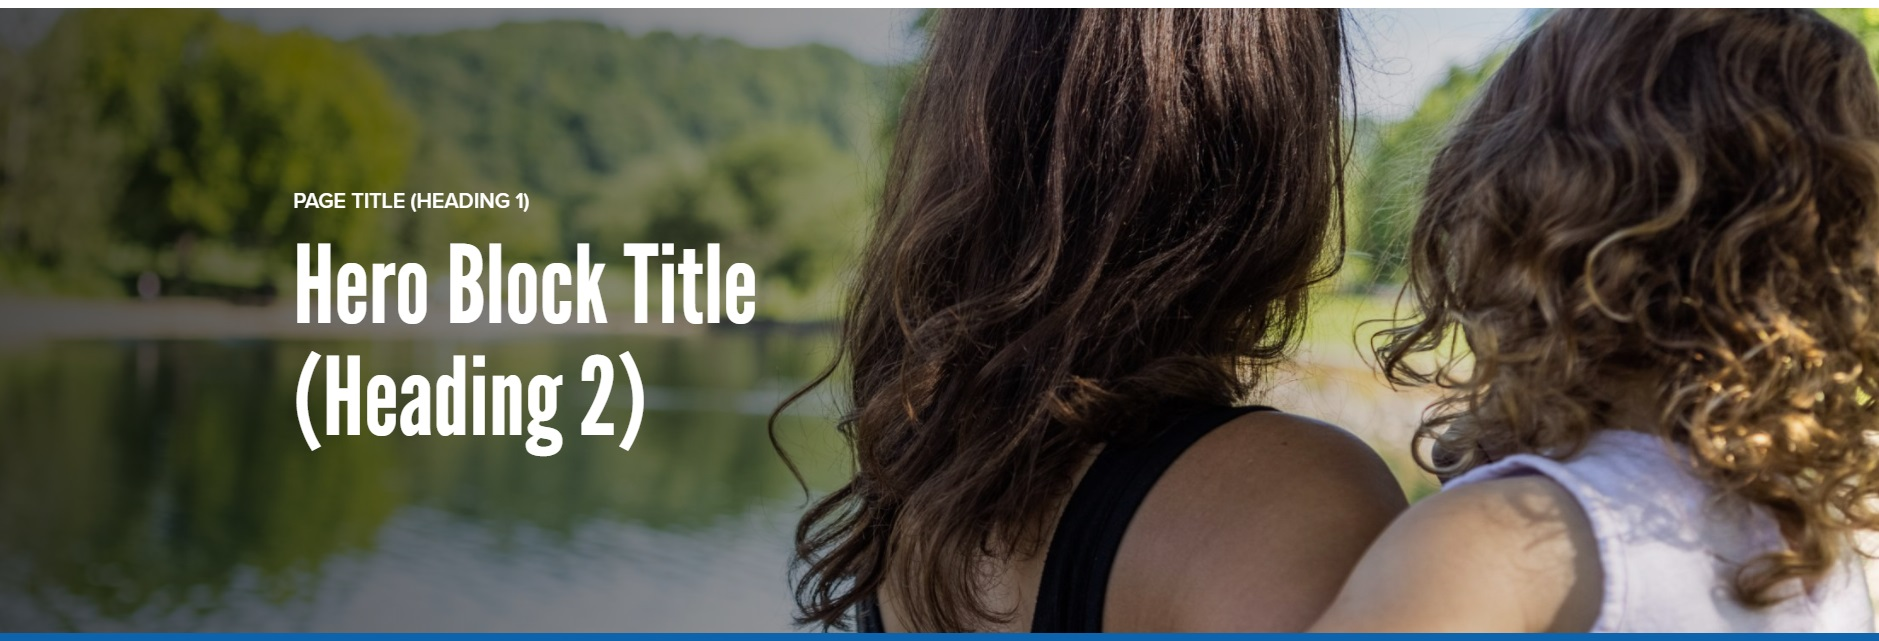 PAGE TITLE (HEADING 1)
Hero Block Title
(Heading 2)